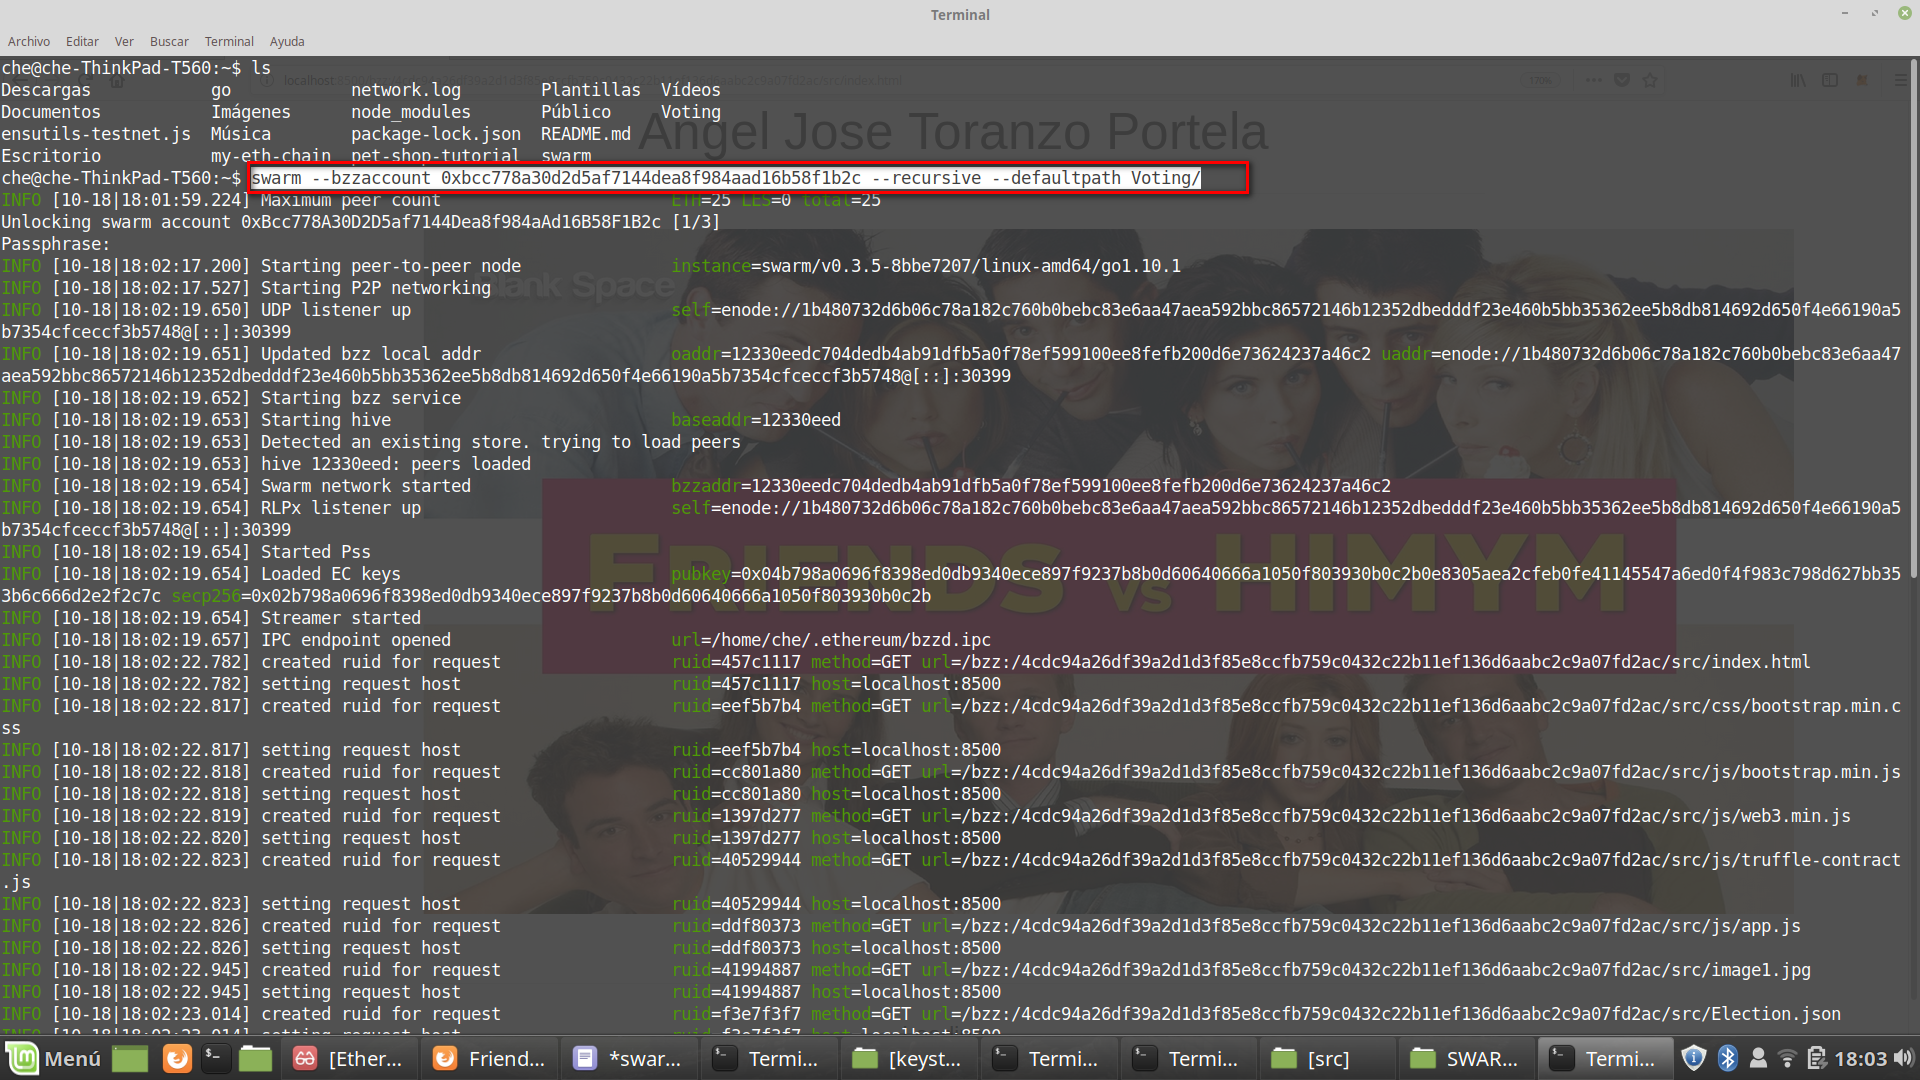 Terminal
Archivo Editar Ver Buscar Terminal Ayuda
che@che-ThinkPad-T560:~$ ls
Descargas go network.log Plantillas Vídeos
Documentos Imágenes node_modules Público Voting
ensutils-testnet.js Música package-lock.json README.md
Escritorio my-eth-chain pet-shop-tutorial swarm
Angel Jose Toranzo Portela
che@che-ThinkPad-T560:~$ swarm --bzzaccount 0xbcc778a30d2d5af7144dea8f984aad16b58f1b2c --recursive --defaultpath Voting/
INFO [10-18|18:01:59.224] Maximum peer count ETH=25 LES=0 total=25
Unlocking swarm account 0xBcc778A30D2D5af7144Dea8f984aAd16B58F1B2c [1/3]
Passphrase:
INFO [10-18|18:02:17.200] Starting peer-to-peer node instance=swarm/v0.3.5-8bbe7207/linux-amd64/go1.10.1
INFO [10-18|18:02:17.527] Starting P2P networking
Blank Space
INFO [10-18|18:02:19.650] UDP listener up self=enode://1b480732d6b06c78a182c760b0bebc83e6aa47aea592bbc86572146b12352dbedddf23e460b5bb35362ee5b8db814692d650f4e66190a5
b7354cfceccf3b5748@[::]:30399
INFO [10-18|18:02:19.651] Updated bzz local addr oaddr=12330eedc704dedb4ab91dfb5a0f78ef599100ee8fefb200d6e73624237a46c2 uaddr=enode://1b480732d6b06c78a182c760b0bebc83e6aa47
aea592bbc86572146b12352dbedddf23e460b5bb35362ee5b8db814692d650f4e66190a5b7354cfceccf3b5748@[::]:30399
INFO [10-18|18:02:19.652] Starting bzz service
INFO [10-18|18:02:19.653] Starting hive baseaddr=12330eed
INFO [10-18|18:02:19.653] Detected an existing store. trying to load peers
INFO [10-18|18:02:19.653] hive 12330eed: peers loaded
INFO [10-18|18:02:19.654] Swarm network started bzzaddr=12330eedc704dedb4ab91dfb5a0f78ef599100ee8fefb200d6e73624237a46c2
INFO [10-18|18:02:19.654] RLPx listener up self=enode://1b480732d6b06c78a182c760b0bebc83e6aa47aea592bbc86572146b12352dbedddf23e460b5bb35362ee5b8db814692d650f4e66190a5
b7354cfceccf3b5748@[::]:30399
INFO [10-18|18:02:19.654] Started Pss
INFO [10-18|18:02:19.654] Loaded EC keys pubkey=0x04b798a0696f8398ed0db9340ece897f9237b8b0d60640666a1050f803930b0c2b0e8305aea2cfeb0fe41145547a6ed0f4f983c798d627bb35
3b6c666d2e2f2c7c secp256=0x02b798a0696f8398ed0db9340ece897f9237b8b0d60640666a1050f803930b0c2b
FRIENDS vs HIMYM
INFO [10-18|18:02:19.654] Streamer started
INFO [10-18|18:02:19.657] IPC endpoint opened url=/home/che/.ethereum/bzzd.ipc
INFO [10-18|18:02:22.782] created ruid for request ruid=457c1117 method=GET url=/bzz:/4cdc94a26df39a2d1d3f85e8ccfb759c0432c22b11ef136d6aabc2c9a07fd2ac/src/index.html
INFO [10-18|18:02:22.782] setting request host ruid=457c1117 host=localhost:8500
INFO [10-18|18:02:22.817] created ruid for request ruid=eef5b7b4 method=GET url=/bzz:/4cdc94a26df39a2d1d3f85e8ccfb759c0432c22b11ef136d6aabc2c9a07fd2ac/src/css/bootstrap.min.c
ss
INFO [10-18|18:02:22.817] setting request host ruid=eef5b7b4 host=localhost:8500
INFO [10-18|18:02:22.818] created ruid for request ruid=cc801a80 method=GET url=/bzz:/4cdc94a26df39a2d1d3f85e8ccfb759c0432c22b11ef136d6aabc2c9a07fd2ac/src/js/bootstrap.min.js
INFO [10-18|18:02:22.818] setting request host ruid=cc801a80 host=localhost:8500
INFO [10-18|18:02:22.819] created ruid for request ruid=1397d277 method=GET url=/bzz:/4cdc94a26df39a2d1d3f85e8ccfb759c0432c22b11ef136d6aabc2c9a07fd2ac/src/js/web3.min.js
INFO [10-18|18:02:22.820] setting request host ruid=1397d277 host=localhost:8500
INFO [10-18|18:02:22.823] created ruid for request ruid=40529944 method=GET url=/bzz:/4cdc94a26df39a2d1d3f85e8ccfb759c0432c22b11ef136d6aabc2c9a07fd2ac/src/js/truffle-contract
.js
INFO [10-18|18:02:22.823] setting request host ruid=40529944 host=localhost:8500
INFO [10-18|18:02:22.826] created ruid for request ruid=ddf80373 method=GET url=/bzz:/4cdc94a26df39a2d1d3f85e8ccfb759c0432c22b11ef136d6aabc2c9a07fd2ac/src/js/app.js
INFO [10-18|18:02:22.826] setting request host ruid=ddf80373 host=localhost:8500
INFO [10-18|18:02:22.945] created ruid for request ruid=41994887 method=GET url=/bzz:/4cdc94a26df39a2d1d3f85e8ccfb759c0432c22b11ef136d6aabc2c9a07fd2ac/src/image1.jpg
INFO [10-18|18:02:22.945] setting request host ruid=41994887 host=localhost:8500
INFO [10-18|18:02:23.014] created ruid for request ruid=f3e7f3f7 method=GET url=/bzz:/4cdc94a26df39a2d1d3f85e8ccfb759c0432c22b11ef136d6aabc2c9a07fd2ac/src/Election.json
INFO [10-18|18:02:23.014] setting request host ruid=f3e7f3f7 host=localhost:8500
Menú [Ether... Friend... *swar... Termi... [keyst... Termi... Termi... [src] SWAR... Termi... 18:03